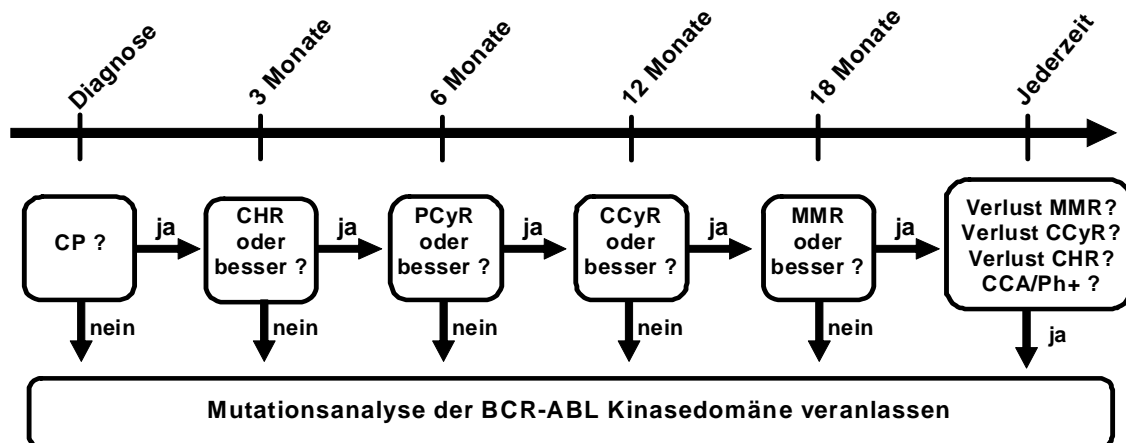 Diagnose
3 Monate
6 Monate
12 Monate
18 Monate
Jederzeit
CP ?
ja
CHR
oder
besser ?
ja
PCyR
oder
besser ?
ja
CCyR
oder
besser ?
ja
MMR
oder
besser ?
ja
Verlust MMR?
Verlust CCyR?
Verlust CHR?
CCA/Ph+ ?
nein
nein
nein
nein
nein
ja
Mutationsanalyse der BCR-ABL Kinasedomäne veranlassen